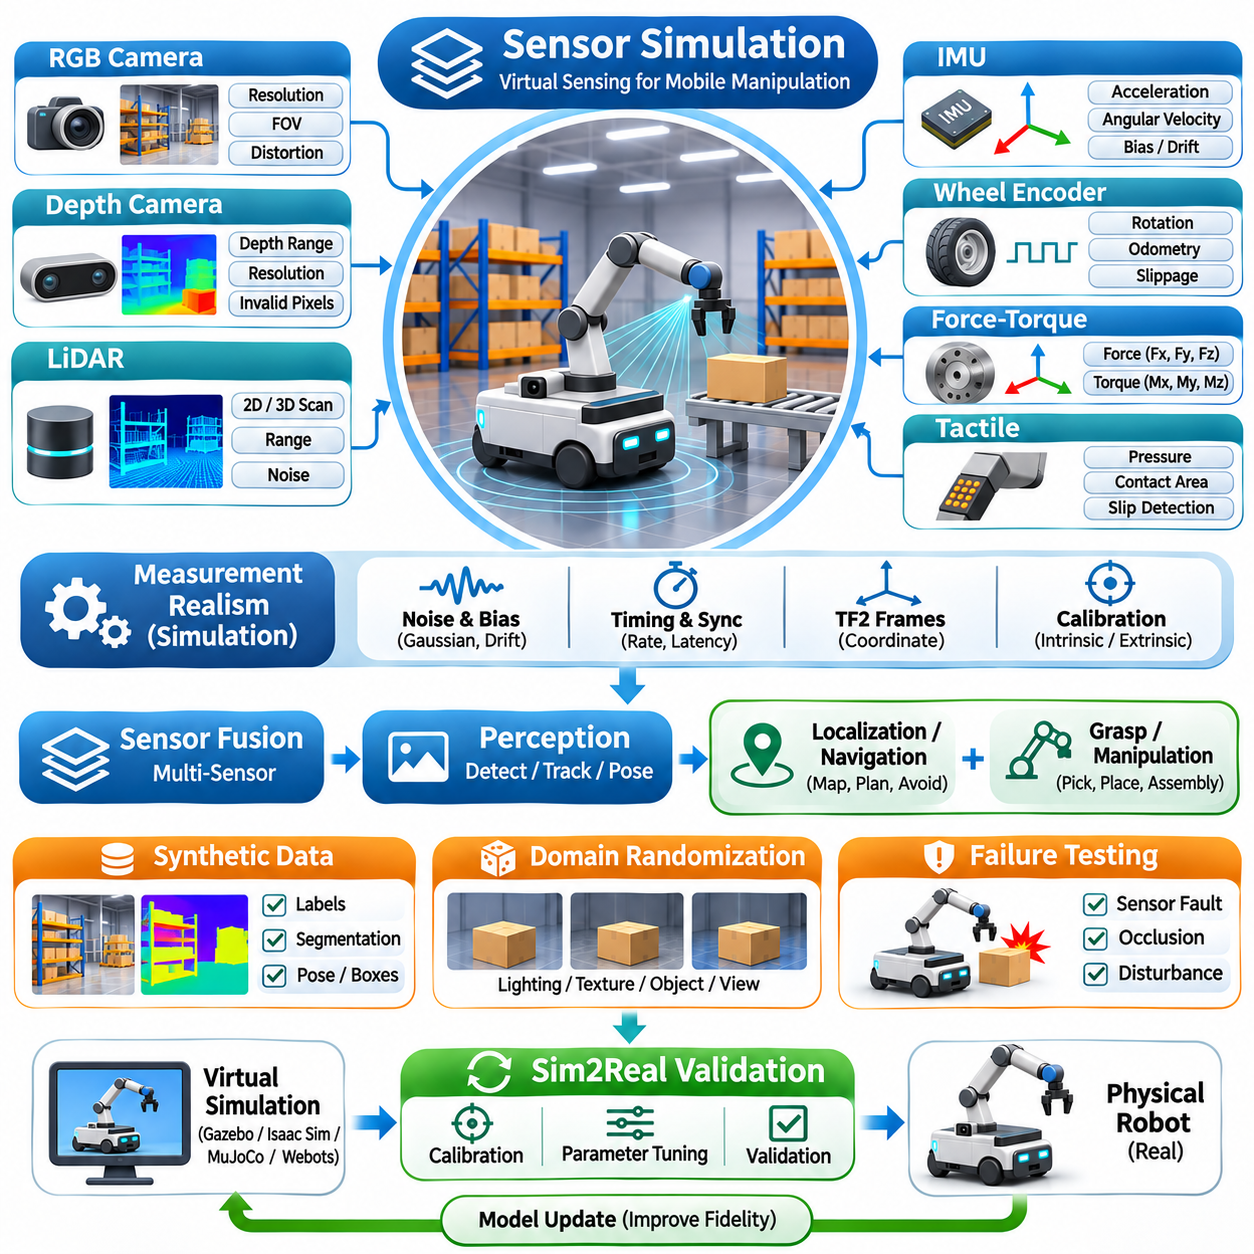 Sensor Simulation
Virtual Sensing for Mobile Manipulation
RGB Camera
Resolution
FOV
Distortion
Depth Camera
Depth Range
Resolution
Invalid Pixels
LiDAR
2D / 3D Scan
Range
Noise
IMU
IMU
Acceleration
Angular Velocity
Bias / Drift
Wheel Encoder
Rotation
Odometry
Slippage
Force-Torque
Force (Fx, Fy, Fz)
Torque (Mx, My, Mz)
Tactile
Pressure
Contact Area
Slip Detection
Measurement
Realism
(Simulation)
Noise & Bias
(Gaussian, Drift)
Timing & Sync
(Rate, Latency)
TF2 Frames
(Coordinate)
Calibration
(Intrinsic / Extrinsic)
Sensor Fusion
Multi-Sensor
Perception
Detect / Track / Pose
Localization /
Navigation
(Map, Plan, Avoid)
+
Grasp /
Manipulation
(Pick, Place, Assembly)
Synthetic Data
Labels
Segmentation
Pose / Boxes
Domain Randomization
Lighting / Texture / Object / View
Failure Testing
Sensor Fault
Occlusion
Disturbance
Virtual
Simulation
(Gazebo / Isaac Sim /
MuJoCo / Webots)
Sim2Real Validation
Calibration
Parameter Tuning
Validation
Physical
Robot
(Real)
Model Update (Improve Fidelity)